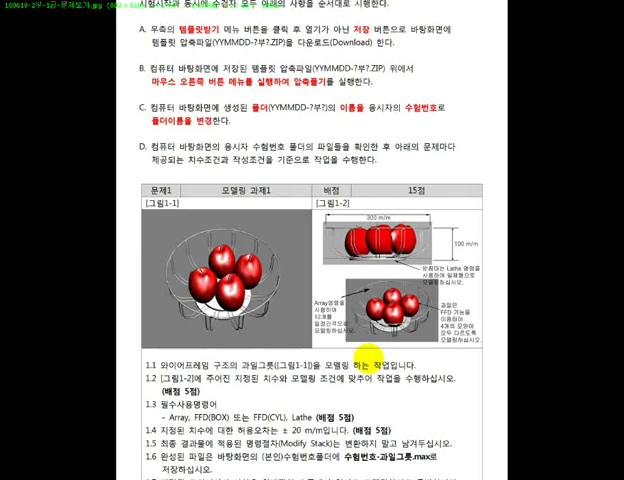 시험시작과 동시에 수험자 모두 아래의 사항을 순서대로 시행한다.
A. 우측의 템플릿받기 메뉴 버튼을 클릭 후 열기가 아닌 저장 버튼으로 바탕화면에
템플릿 압축파일(YYMMDD-?부?.ZIP)을 다운로드(Download) 한다.
B. 컴퓨터 바탕화면에 저장된 템플릿 압축파일(YYMMDD-?부?.ZIP) 위에서
마우스 오른쪽 버튼 메뉴를 실행하여 압축풀기를 실행한다.
C. 컴퓨터 바탕화면에 생성된 폴더(YYMMDD-?부?)의 이름을 응시자의 수험번호로
폴더이름을 변경한다.
D. 컴퓨터 바탕화면의 응시자 수험번호 폴더의 파일들을 확인한 후 아래의 문제마다
제공되는 치수조건과 작성조건을 기준으로 작업을 수행한다.
문제1 모델링 과제1 배점 15점
[그림1-1] [그림1-2]
300 m/m
100 m/m
받침대는 Lathe 명령을
사용하여 일체형으로
모델링하십시오.
Array명령을
사용하여
12개를
일정간격으로
모델링하십시오.
과일은
FFD 기능을
이용하여
4개의 모양이
모두 다르도록
모델링하십시오.
1.1 와이어프레임 구조의 과일그릇([그림1-1])을 모델링 하는 작업입니다.
1.2 [그림1-2]에 주어진 지정된 치수와 모델링 조건에 맞추어 작업을 수행하십시오.
(배점 5점)
1.3 필수사용명령어
- Array, FFD(BOX) 또는 FFD(CYL), Lathe (배점 5점)
1.4 지정된 치수에 대한 허용오차는 ± 20 m/m입니다. (배점 5점)
1.5 최종 결과물에 적용된 명령절차(Modify Stack)는 변환하지 말고 남겨두십시오.
1.6 완성된 파일은 바탕화면의 (본인)수험번호폴더에 수험번호-과일그릇.max로
저장하십시오.